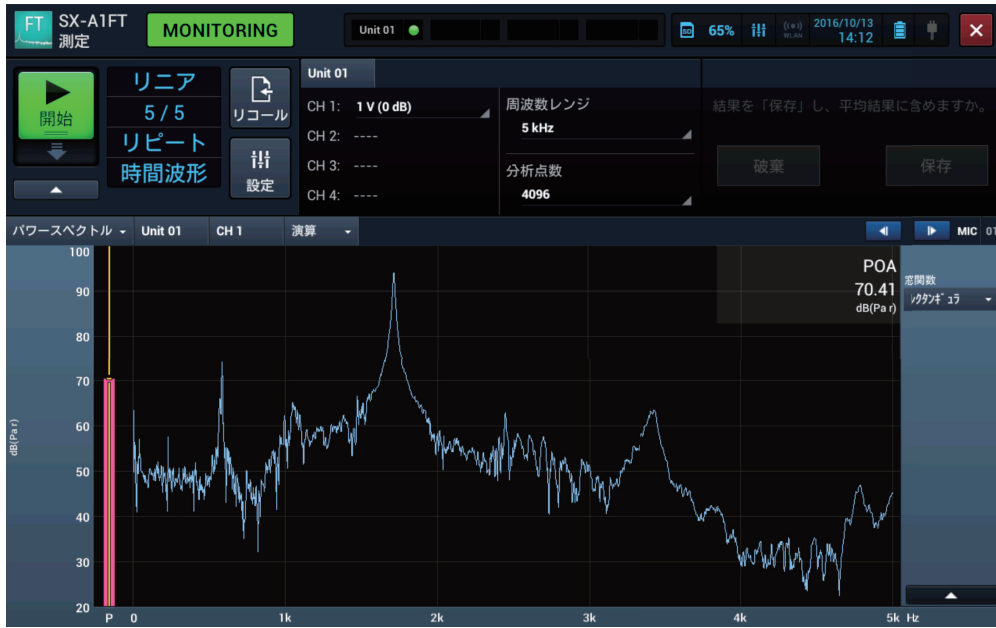 FT SX-A1FT
測定
MONITORING
Unit 01
SD
65%
((•))
WLAN
2016/10/13
14:12
開始
リニア
5 / 5
リピート
時間波形
リコール
設定
Unit 01
CH 1: 1 V (0 dB)
CH 2: ----
CH 3: ----
CH 4: ----
周波数レンジ
5 kHz
分析点数
4096
結果を「保存」し、平均結果に含めますか。
破棄
保存
パワースペクトル
Unit 01
CH 1
演算
MIC 01
POA
70.41
dB(Pa r)
窓関数
レクタンギュラ
dB(Pa r)
100
90
80
70
60
50
40
30
20
P 0 1k 2k 3k 4k 5k Hz